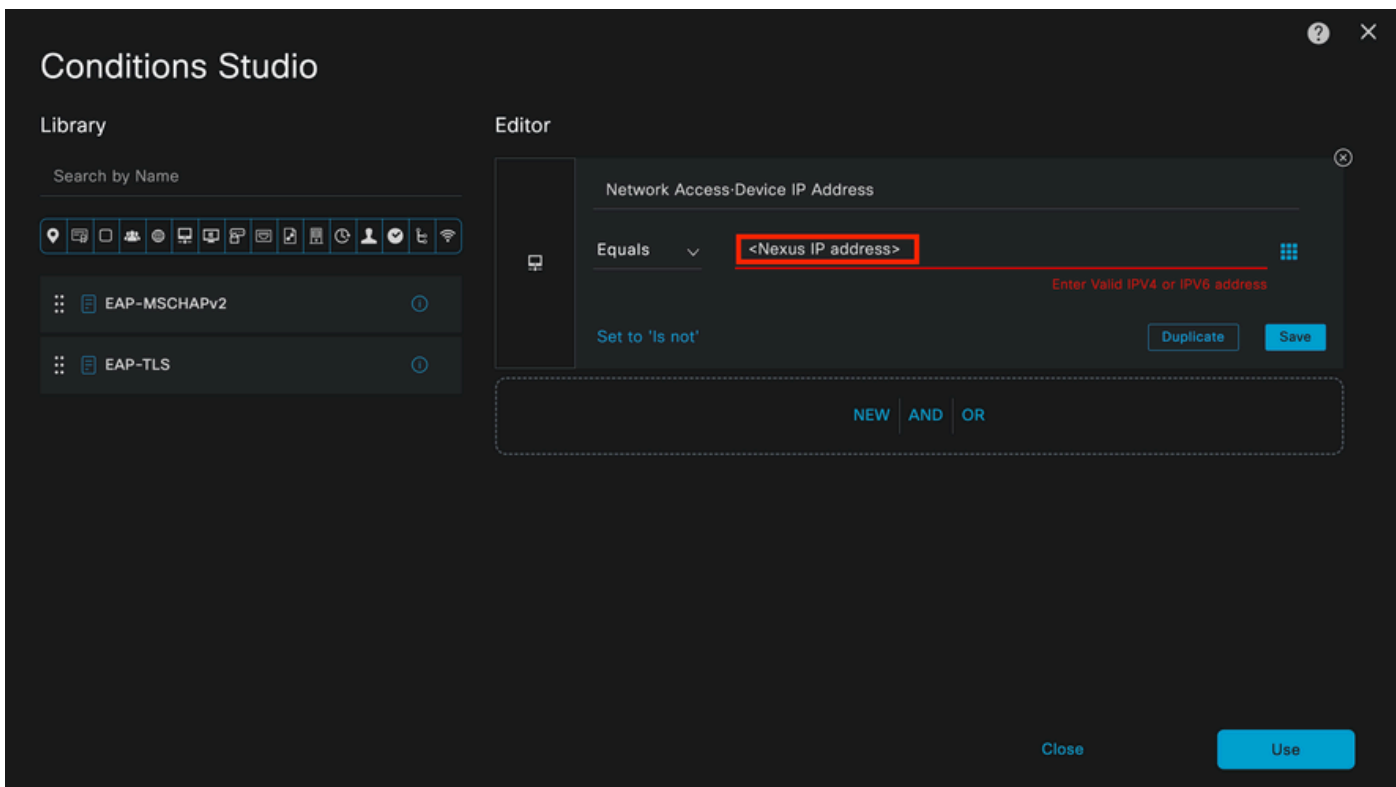 Conditions Studio
Library
Editor
Search by Name
Network Access·Device IP Address
Equals
<Nexus IP address>
Enter Valid IPV4 or IPV6 address
EAP-MSCHAPv2
Set to 'Is not'
Duplicate
Save
EAP-TLS
NEW AND OR
Close
Use